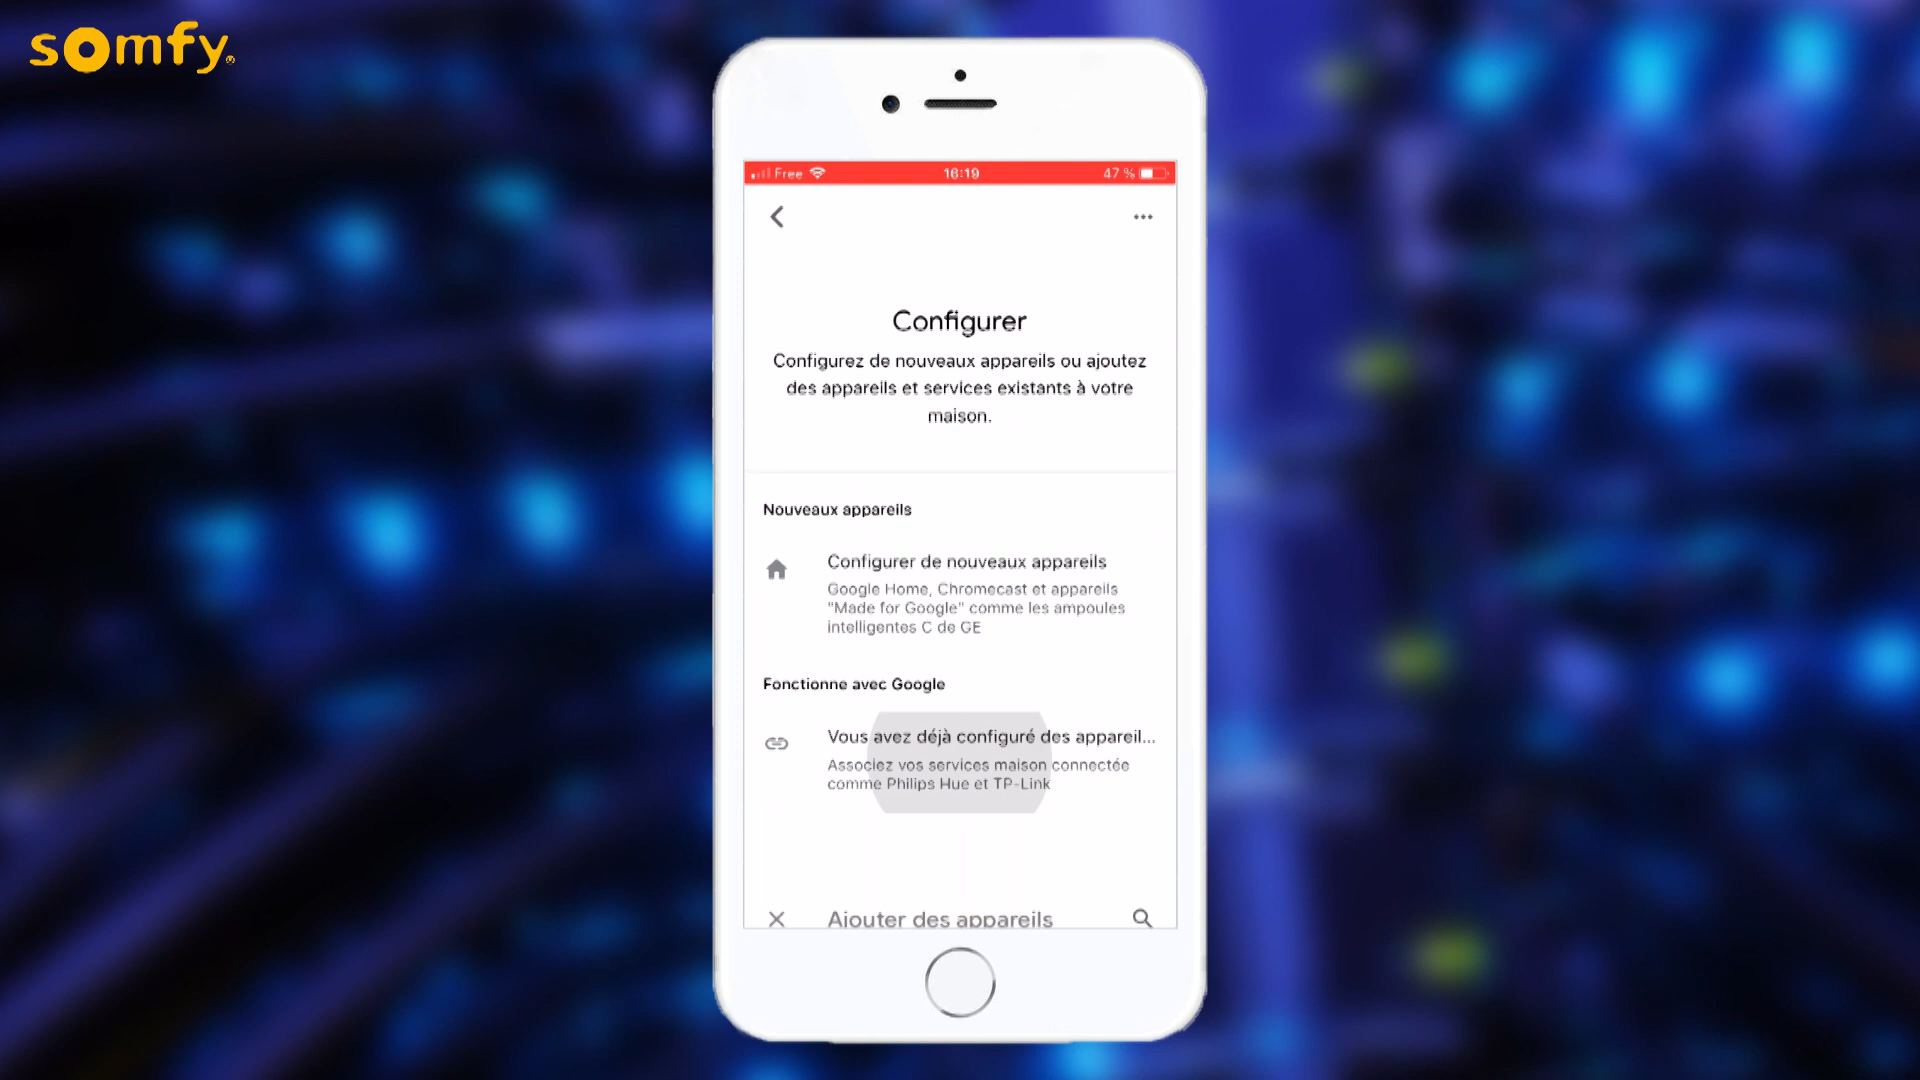 somfy.
Free 16:19 47 %
Configurer
Configurez de nouveaux appareils ou ajoutez
des appareils et services existants à votre
maison.
Nouveaux appareils
Configurer de nouveaux appareils
Google Home, Chromecast et appareils
"Made for Google" comme les ampoules
intelligentes C de GE
Fonctionne avec Google
Vous avez déjà configuré des appareil...
Associez vos services maison connectée
comme Philips Hue et TP-Link
Ajouter des appareils